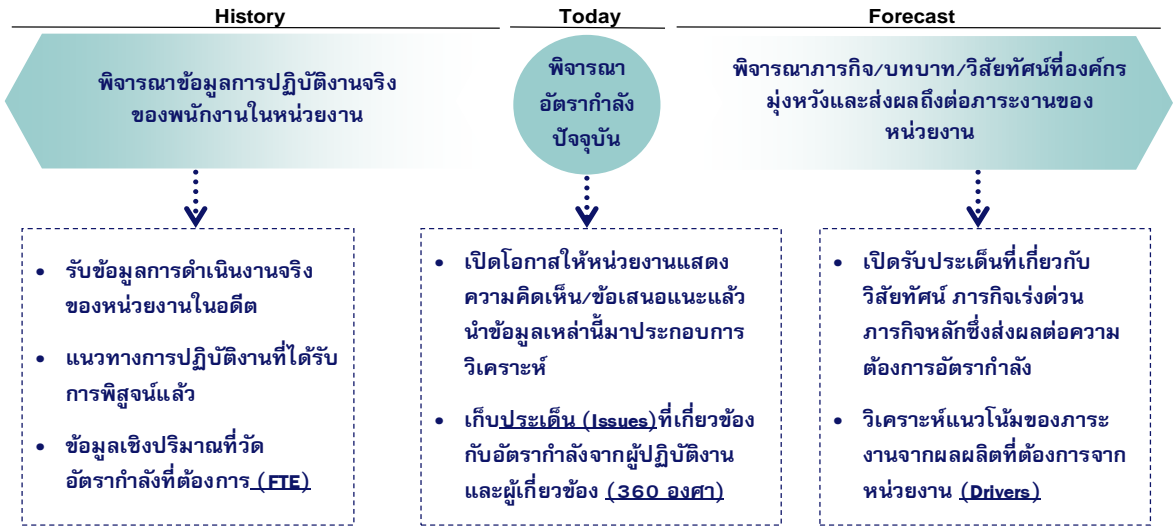 History
Today
Forecast
พิจารณาข้อมูลการปฏิบัติงานจริง
ของพนักงานในหน่วยงาน
พิจารณา
อัตรากำลัง
ปัจจุบัน
พิจารณาภารกิจ/บทบาท/วิสัยทัศน์ที่องค์กร
มุ่งหวังและส่งผลถึงต่อภาระงานของ
หน่วยงาน
• รับข้อมูลการดำเนินงานจริง
ของหน่วยงานในอดีต
• แนวทางการปฏิบัติงานที่ได้รับ
การพิสูจน์แล้ว
• ข้อมูลเชิงปริมาณที่วัด
อัตรากำลังที่ต้องการ (FTE)
• เปิดโอกาสให้หน่วยงานแสดง
ความคิดเห็น/ข้อเสนอแนะแล้ว
นำข้อมูลเหล่านี้มาประกอบการ
วิเคราะห์
• เก็บประเด็น (Issues)ที่เกี่ยวข้อง
กับอัตรากำลังจากผู้ปฏิบัติงาน
และผู้เกี่ยวข้อง (360 องศา)
• เปิดรับประเด็นที่เกี่ยวกับ
วิสัยทัศน์ ภารกิจเร่งด่วน
ภารกิจหลักซึ่งส่งผลต่อความ
ต้องการอัตรากำลัง
• วิเคราะห์แนวโน้มของภาระ
งานจากผลผลิตที่ต้องการจาก
หน่วยงาน (Drivers)